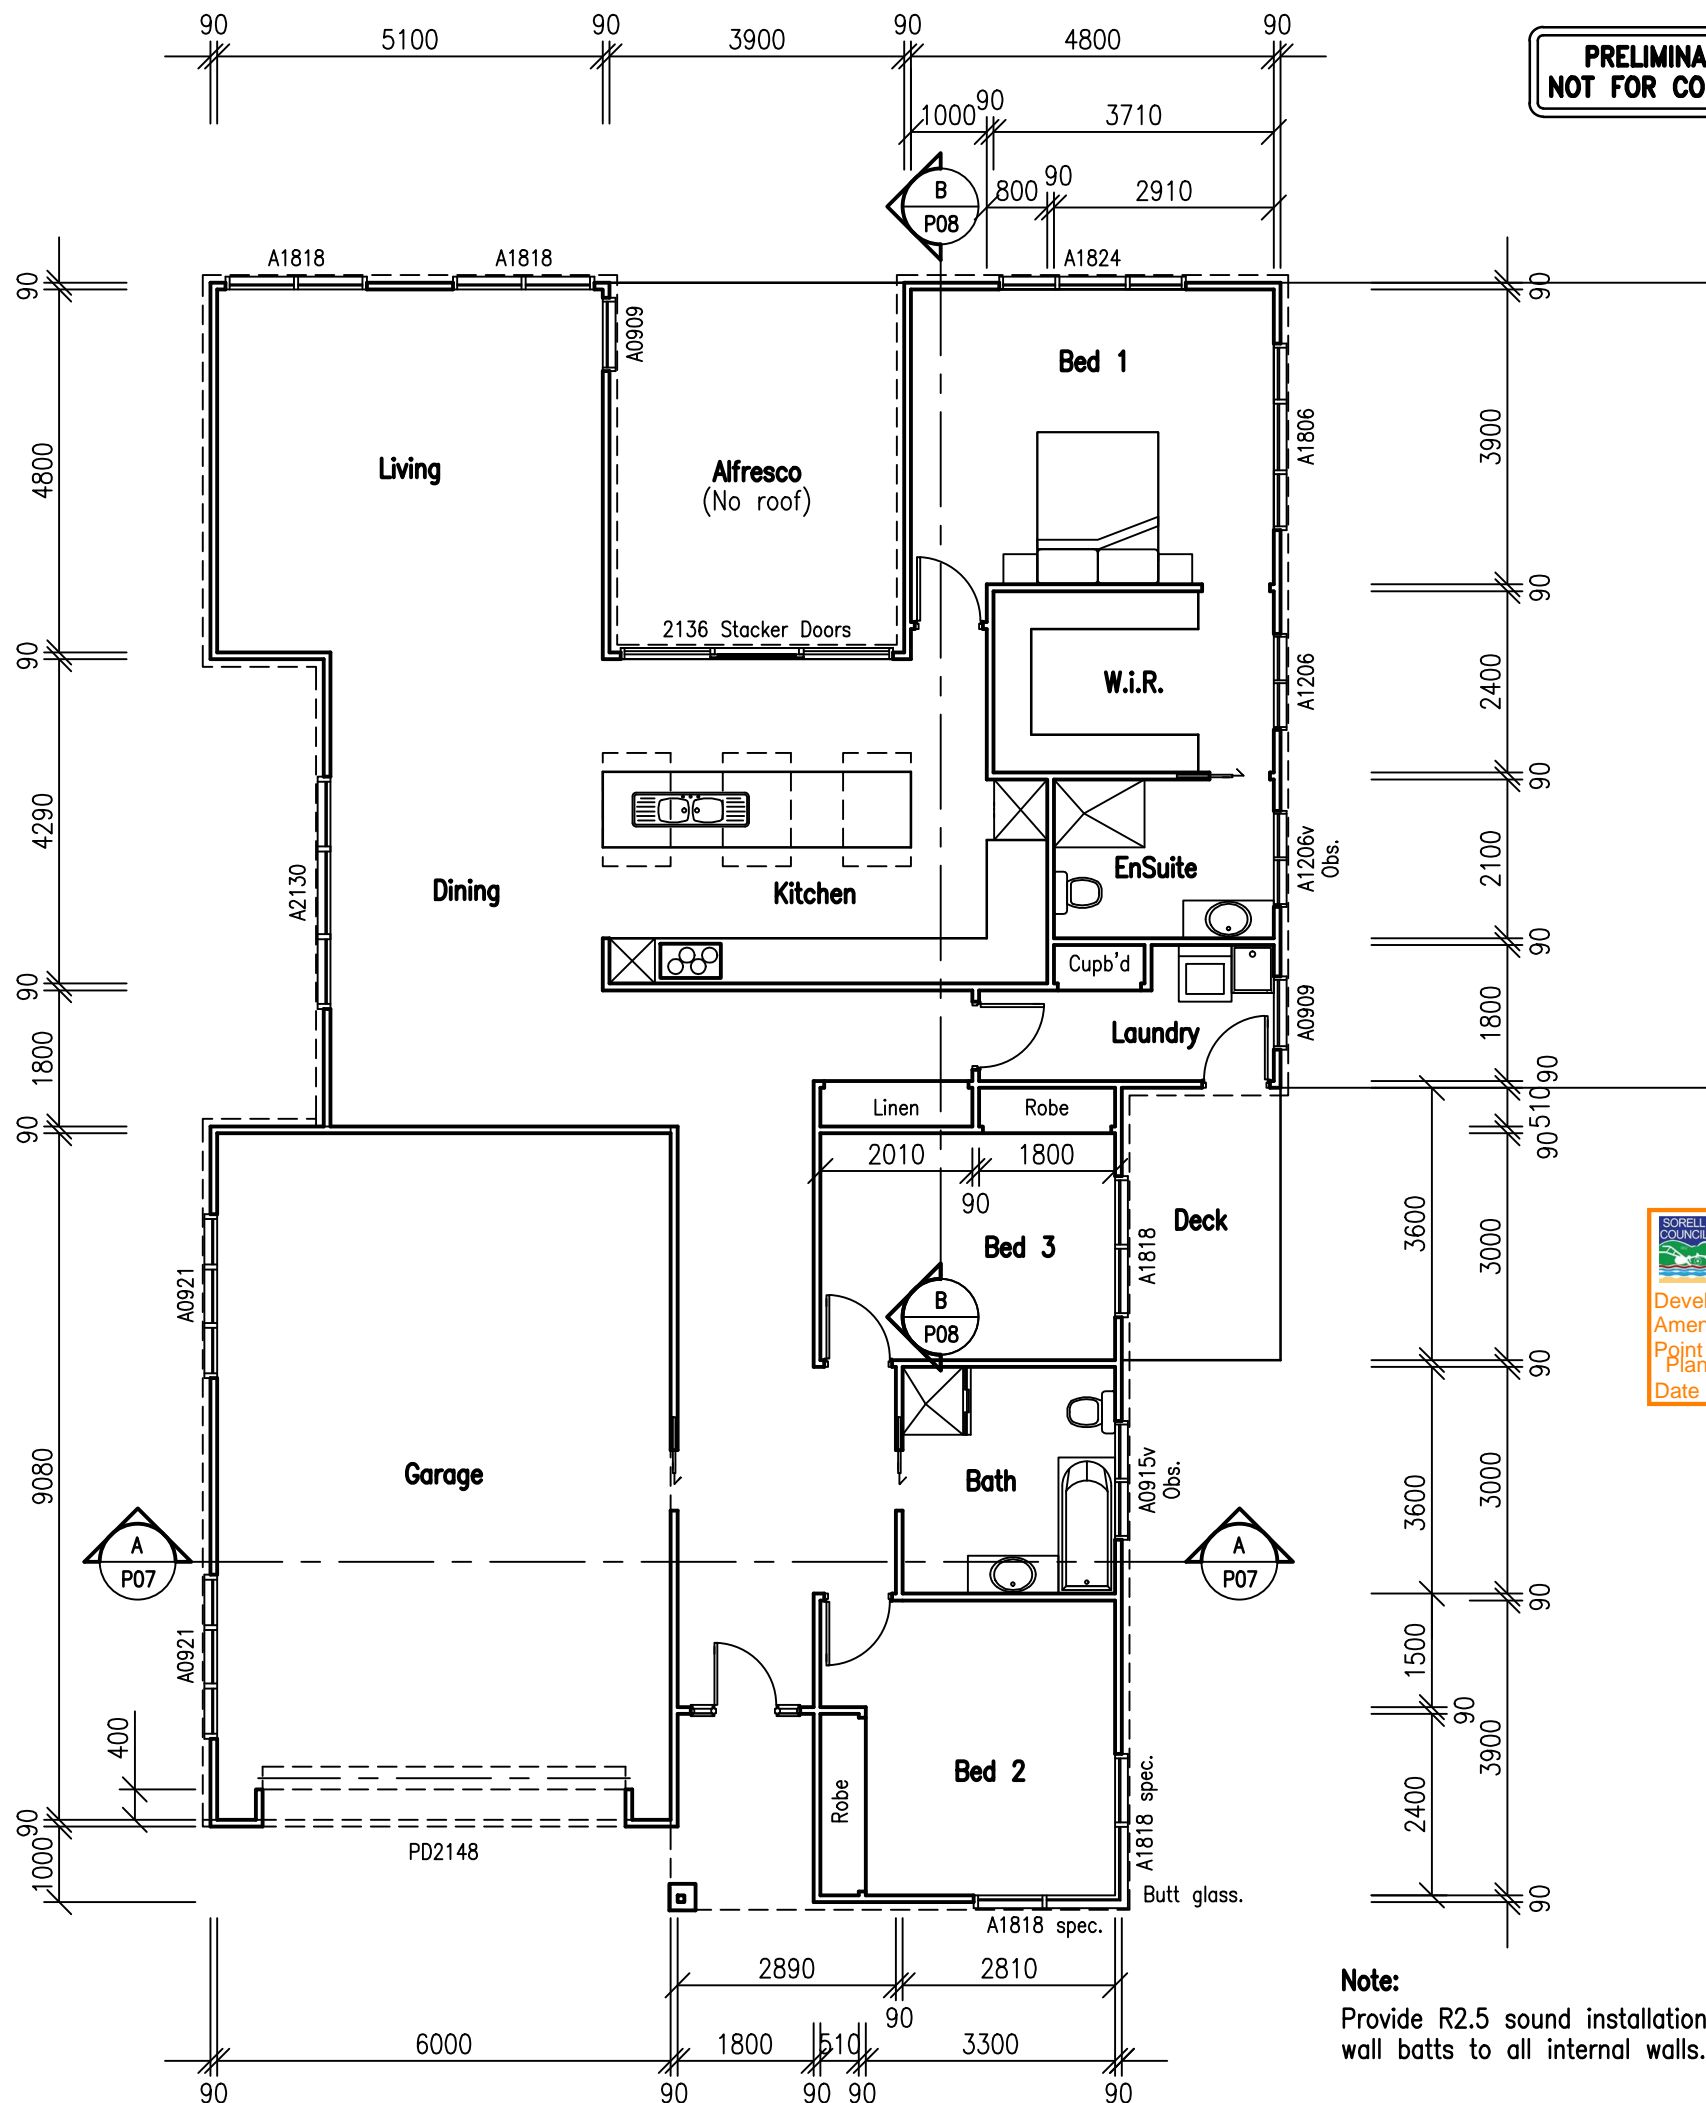 90 90 90 90
5100 3900 4800
PRELIMINA
NOT FOR CO
1000 90 3710
800 90 2910
B
P08
A1818 A1818 A1824
90 90
A0909
Bed 1
A1806
3900
4800
Living
Alfresco
(No roof)
90
2136 Stacker Doors
90
W.i.R.
A1206
2400
90
4290
A2130
Dining
Kitchen
EnSuite
A1206v
Obs.
2100
90
Cupb'd
90
A0909
1800
Laundry
1800
90
510
90
Linen Robe
90
2010 1800
90
Deck
Bed 3
A1818
3600
3000
A0921
B
P08
90
SORELL
COUNCIL
Devel
Amen
Point
Plan
Date
9080
Garage
Bath
A0915v
Obs.
3600
3000
A
P07
A
P07
90
A0921
1500
90
400
Bed 2
Robe
A1818 spec.
3900
2400
90
1000
PD2148
Butt glass.
90
A1818 spec.
2890 2810
90
6000 1800 510 3300
90 90 90 90 90
Note:
Provide R2.5 sound installation
wall batts to all internal walls.